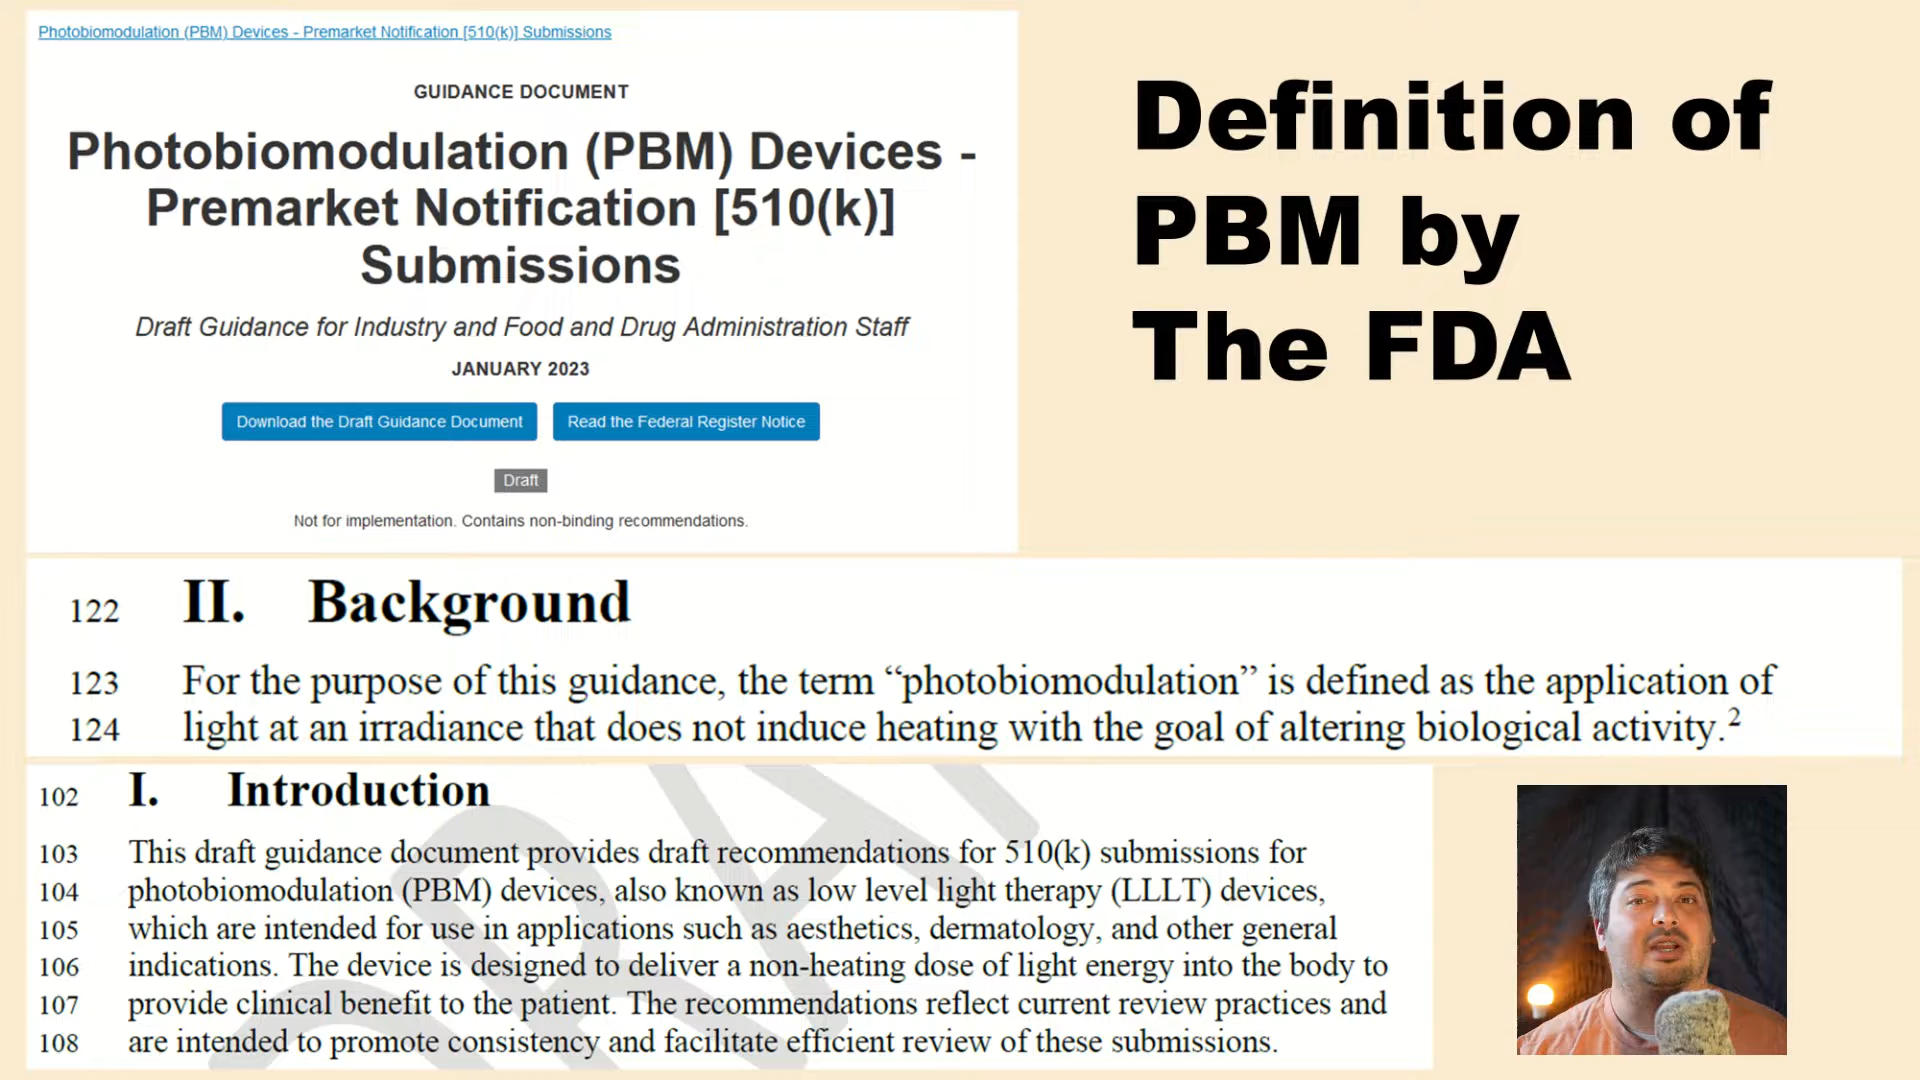 Photobiomodulation (PBM) Devices - Premarket Notification [510(k)] Submissions
GUIDANCE DOCUMENT
Photobiomodulation (PBM) Devices -
Premarket Notification [510(k)]
Submissions
Draft Guidance for Industry and Food and Drug Administration Staff
JANUARY 2023
Download the Draft Guidance Document
Read the Federal Register Notice
Draft
Not for implementation. Contains non-binding recommendations.
Definition of
PBM by
The FDA
122 II. Background
123 For the purpose of this guidance, the term “photobiomodulation” is defined as the application of
124 light at an irradiance that does not induce heating with the goal of altering biological activity.2
102 I. Introduction
103 This draft guidance document provides draft recommendations for 510(k) submissions for
104 photobiomodulation (PBM) devices, also known as low level light therapy (LLLT) devices,
105 which are intended for use in applications such as aesthetics, dermatology, and other general
106 indications. The device is designed to deliver a non-heating dose of light energy into the body to
107 provide clinical benefit to the patient. The recommendations reflect current review practices and
108 are intended to promote consistency and facilitate efficient review of these submissions.